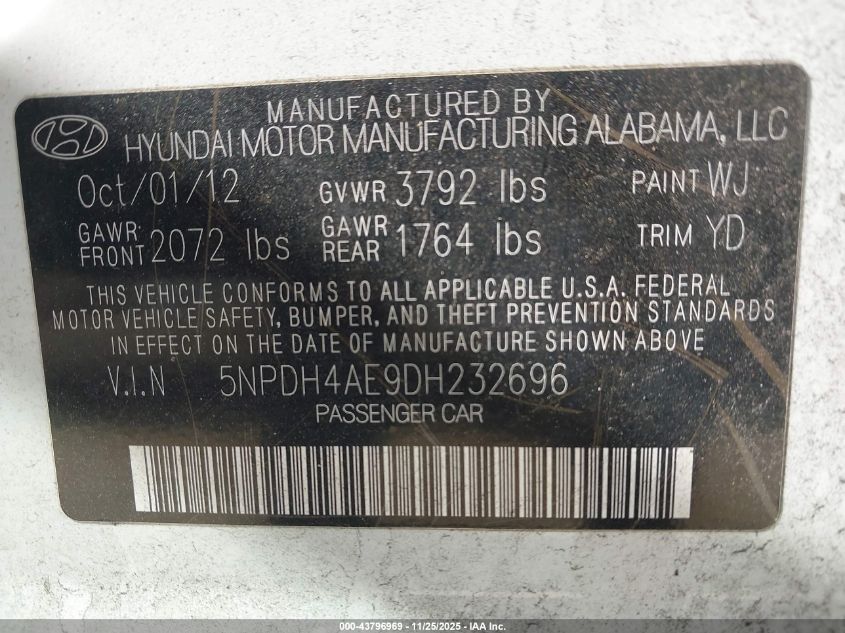 MANUFACTURED BY
HYUNDAI MOTOR MANUFACTURING ALABAMA, LLC
Oct/01/12 GVWR 3792 lbs PAINT WJ
GAWR FRONT 2072 lbs GAWR REAR 1764 lbs TRIM YD
THIS VEHICLE CONFORMS TO ALL APPLICABLE U.S.A. FEDERAL
MOTOR VEHICLE SAFETY, BUMPER, AND THEFT PREVENTION STANDARDS
IN EFFECT ON THE DATE OF MANUFACTURE SHOWN ABOVE
V.I.N 5NPDH4AE9DH232696
PASSENGER CAR
000-43796969 — 11/25/2025 — IAA Inc.